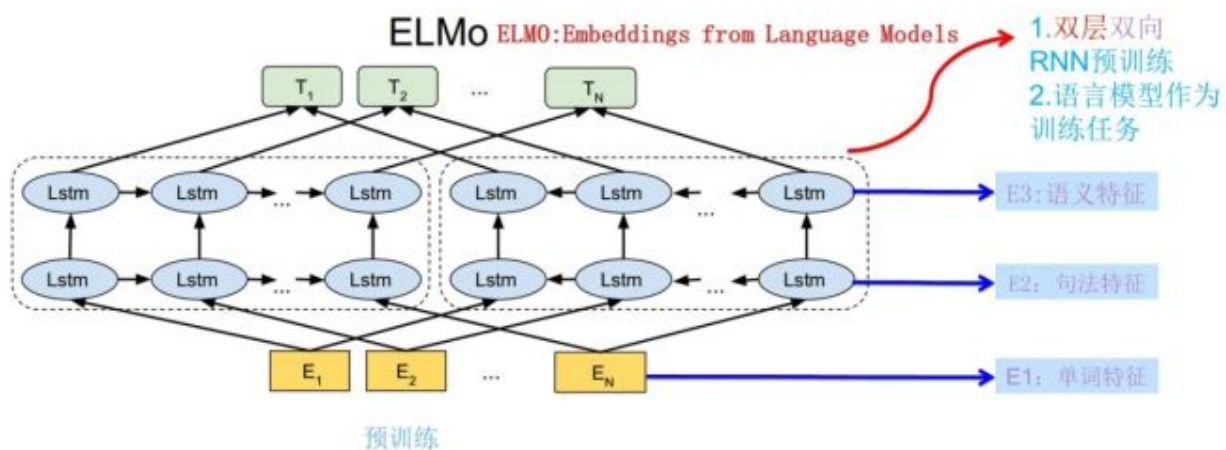 ELMo ELMO:Embeddings from Language Models
1.双层双向
RNN预训练
2.语言模型作为
训练任务
T1 T2 ... TN
Lstm Lstm ... Lstm Lstm Lstm ... Lstm
E3:语义特征
Lstm Lstm ... Lstm Lstm Lstm ... Lstm
E2：句法特征
E1 E2 ... EN
E1：单词特征
预训练